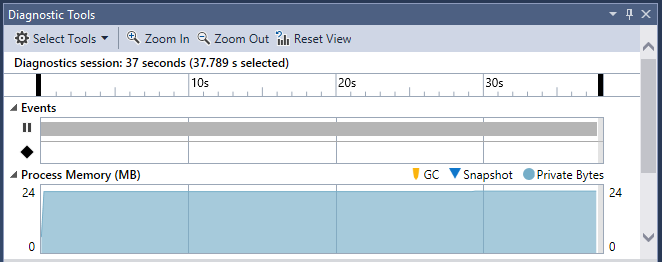 Diagnostic Tools
Select Tools Zoom In Zoom Out Reset View
Diagnostics session: 37 seconds (37.789 s selected)
10s 20s 30s
Events
Process Memory (MB) GC Snapshot Private Bytes
24 24
0 0